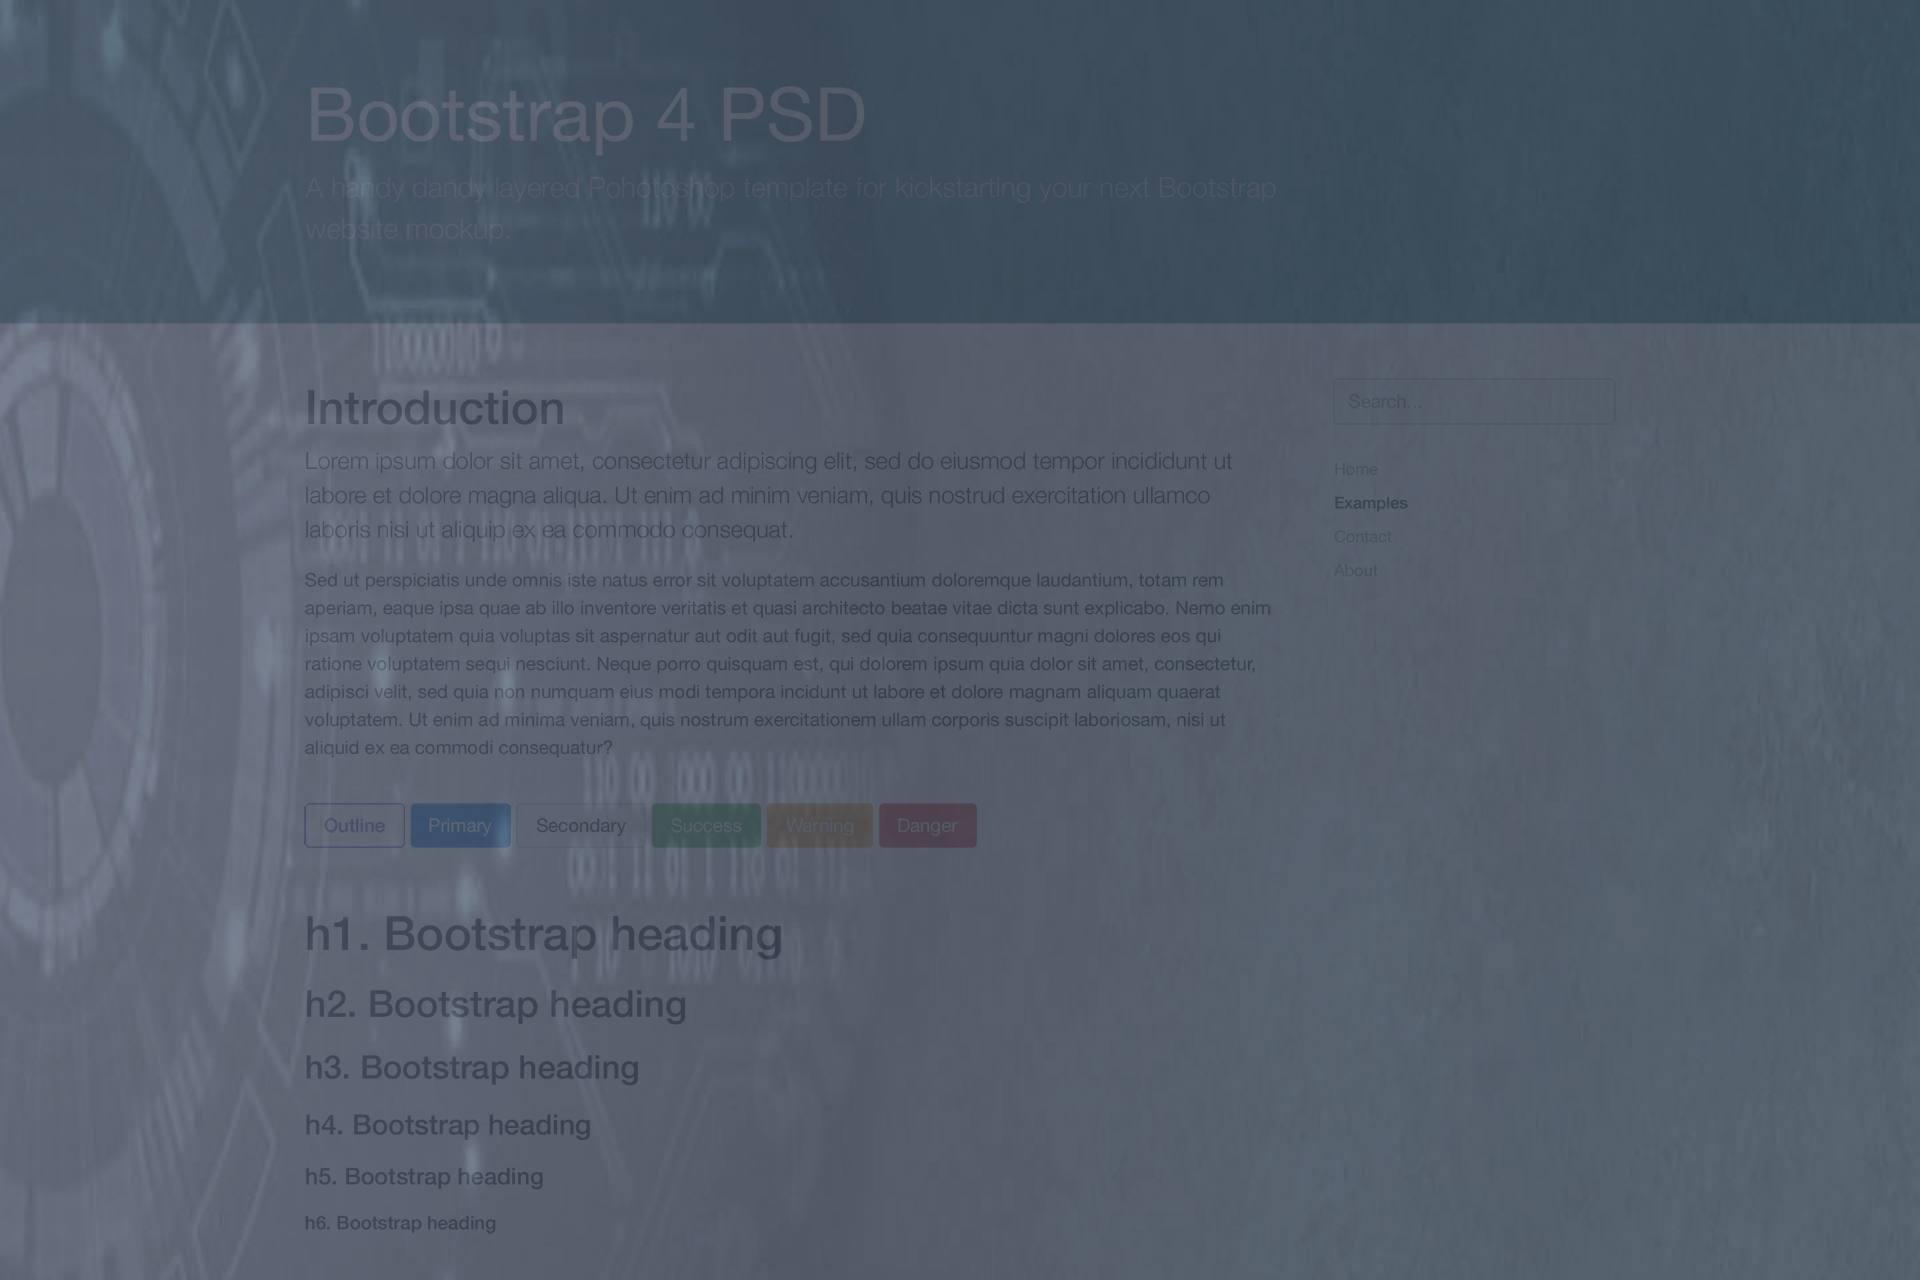 Bootstrap 4 PSD
A handy dandy layered Pohotoshop template for kickstarting your next Bootstrap
website mockup.
110 00
11000010
Introduction
Lorem ipsum dolor sit amet, consectetur adipiscing elit, sed do eiusmod tempor incididunt ut
labore et dolore magna aliqua. Ut enim ad minim veniam, quis nostrud exercitation ullamco
laboris nisi ut aliquip ex ea commodo consequat.
Sed ut perspiciatis unde omnis iste natus error sit voluptatem accusantium doloremque laudantium, totam rem
aperiam, eaque ipsa quae ab illo inventore veritatis et quasi architecto beatae vitae dicta sunt explicabo. Nemo enim
ipsam voluptatem quia voluptas sit aspernatur aut odit aut fugit, sed quia consequuntur magni dolores eos qui
ratione voluptatem sequi nesciunt. Neque porro quisquam est, qui dolorem ipsum quia dolor sit amet, consectetur,
adipisci velit, sed quia non numquam eius modi tempora incidunt ut labore et dolore magnam aliquam quaerat
voluptatem. Ut enim ad minima veniam, quis nostrum exercitationem ullam corporis suscipit laboriosam, nisi ut
aliquid ex ea commodi consequatur?
110 00 000 00 11000010
Outline Primary Secondary Success Warning Danger
h1. Bootstrap heading
h2. Bootstrap heading
h3. Bootstrap heading
h4. Bootstrap heading
h5. Bootstrap heading
h6. Bootstrap heading
Search...
Home
Examples
Contact
About